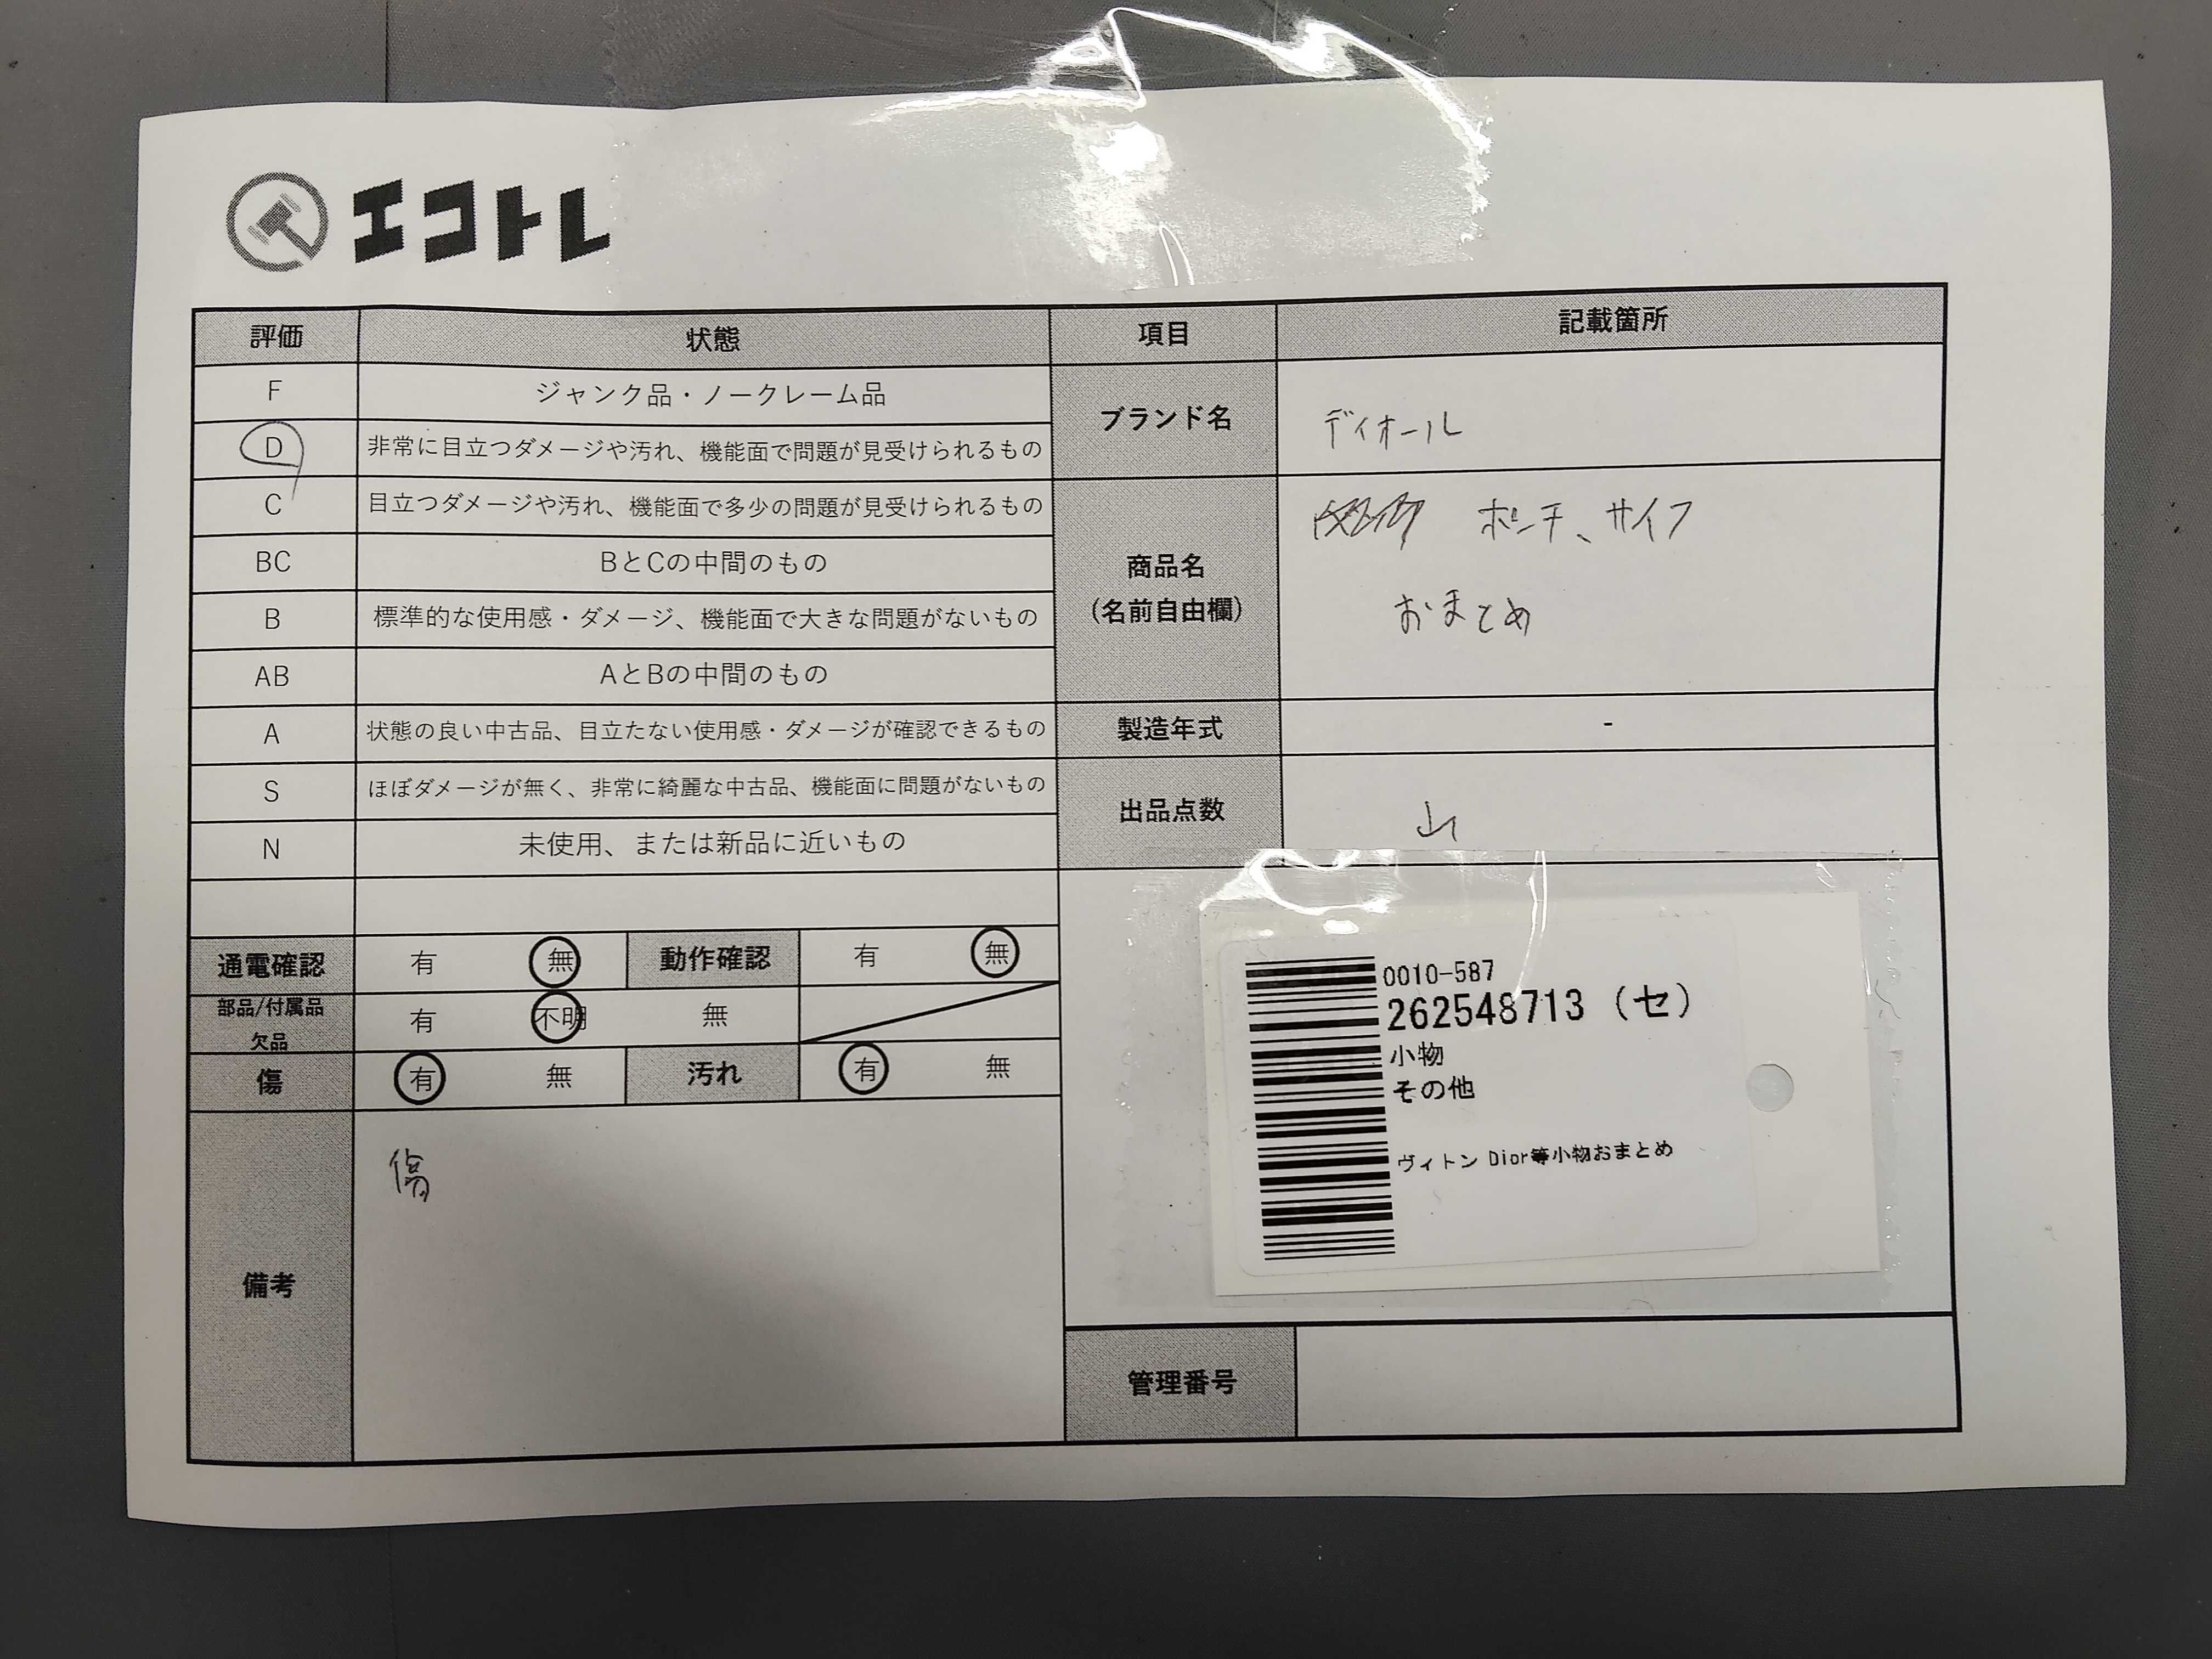 エコトレ
評価 状態 項目 記載箇所
F ジャンク品・ノークレーム品
D 非常に目立つダメージや汚れ、機能面で問題が見受けられるもの
C 目立つダメージや汚れ、機能面で多少の問題が見受けられるもの
BC BとCの中間のもの
B 標準的な使用感・ダメージ、機能面で大きな問題がないもの
AB AとBの中間のもの
A 状態の良い中古品、目立たない使用感・ダメージが確認できるもの
S ほぼダメージが無く、非常に綺麗な中古品、機能面に問題がないもの
N 未使用、または新品に近いもの
ブランド名 ディオール
商品名
(名前自由欄)
ポーチ、サイフ
おまとめ
製造年式 -
出品点数 山
通電確認 有 無 動作確認 有 無
部品/付属品
欠品
有 不明 無
傷 有 無 汚れ 有 無
備考
傷
0010-587
262548713 (セ)
小物
その他
ヴィトン Dior等小物おまとめ
管理番号